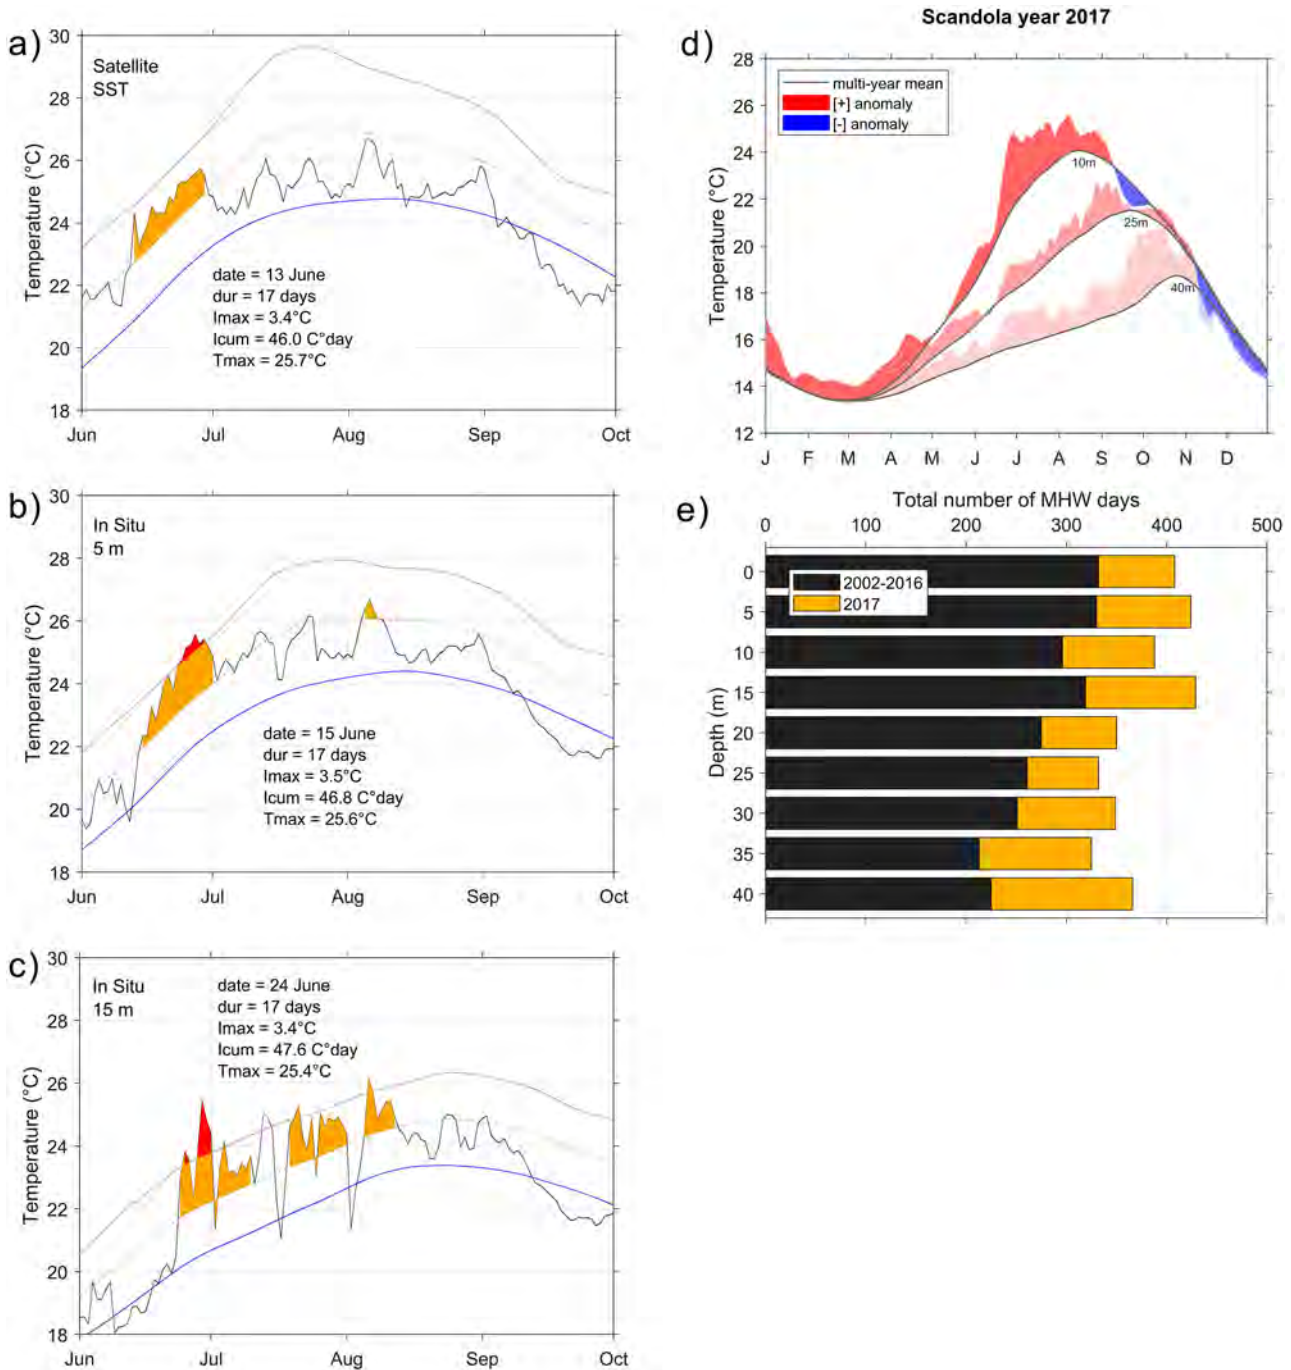 a)
Satellite
SST
30
28
26
24
22
20
18
Temperature (°C)
date = 13 June
dur = 17 days
Imax = 3.4°C
Icum = 46.0 C°day
Tmax = 25.7°C
Jun Jul Aug Sep Oct
b)
In Situ
5 m
30
28
26
24
22
20
18
Temperature (°C)
date = 15 June
dur = 17 days
Imax = 3.5°C
Icum = 46.8 C°day
Tmax = 25.6°C
Jun Jul Aug Sep Oct
c)
In Situ
15 m
30
28
26
24
22
20
18
Temperature (°C)
date = 24 June
dur = 17 days
Imax = 3.4°C
Icum = 47.6 C°day
Tmax = 25.4°C
Jun Jul Aug Sep Oct
Scandola year 2017
d)
28
26
24
22
20
18
16
14
12
Temperature (°C)
multi-year mean
[+] anomaly
[-] anomaly
10m
25m
40m
J F M A M J J A S O N D
e)
Total number of MHW days
0 100 200 300 400 500
2002-2016
2017
Depth (m)
0
5
10
15
20
25
30
35
40